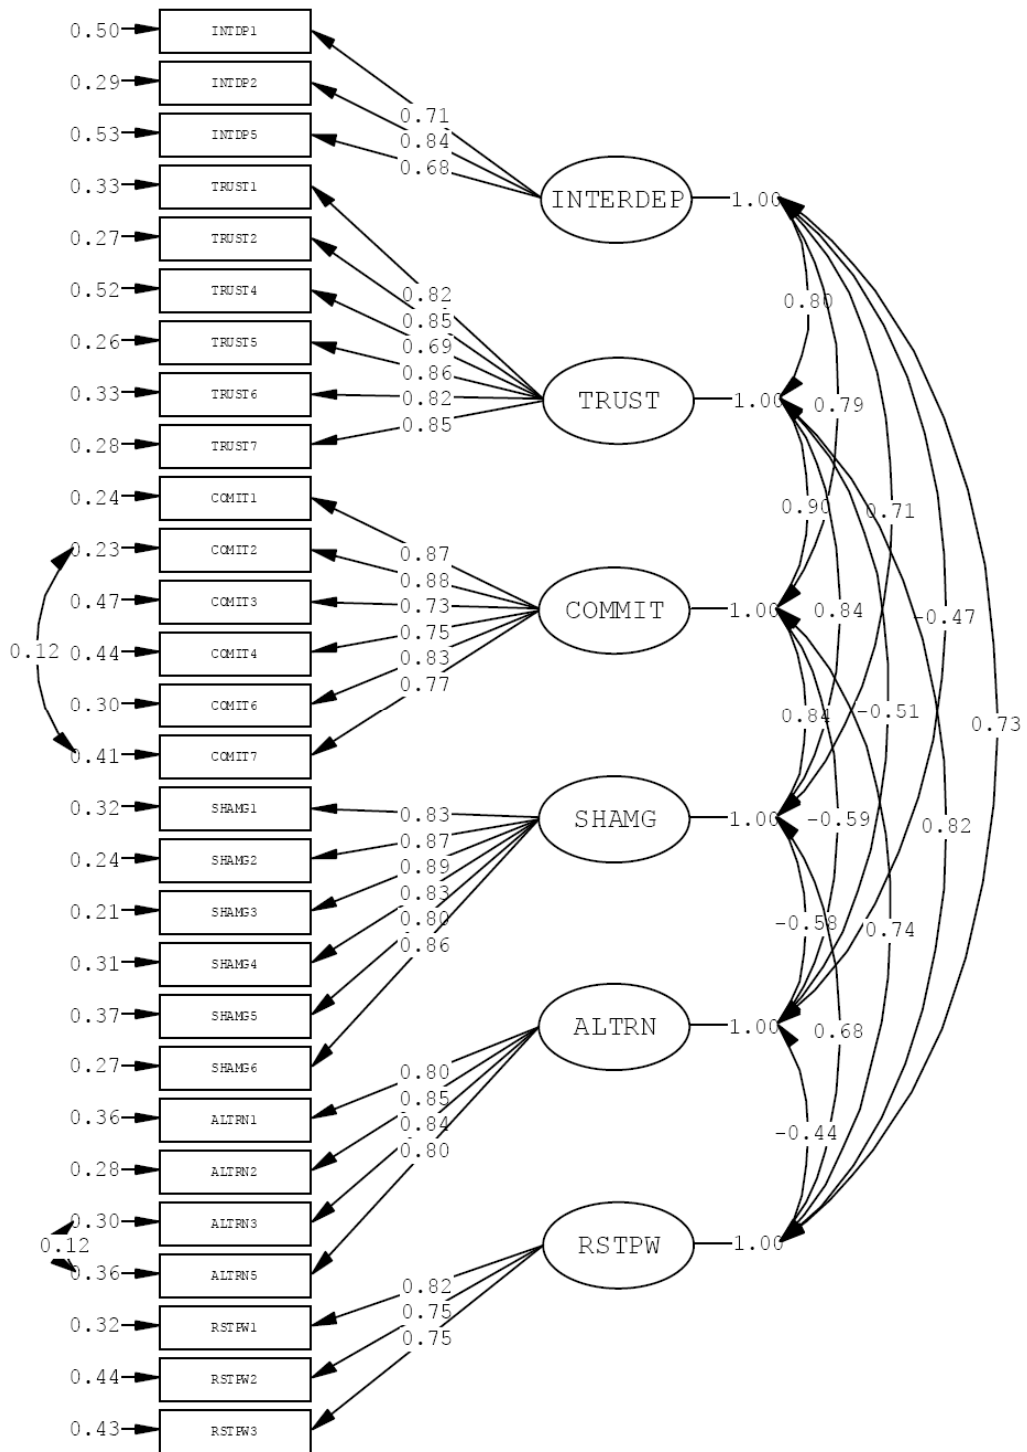 0.50 INTDP1
0.29 INTDP2
0.71
0.53 INTDP5
0.84
0.68
0.33 TRUST1
INTERDEP 1.00
0.27 TRUST2
0.52 TRUST4
0.82
0.80
0.85
0.26 TRUST5
0.69
0.86
0.33 TRUST6
0.82
TRUST 1.00
0.79
0.85
0.28 TRUST7
0.24 COMIT1
0.90
0.71
0.23 COMIT2
0.87
0.88
0.47 COMIT3
0.73
COMMIT 1.00
0.84
-0.47
0.75
0.12
0.44 COMIT4
0.83
0.77
0.30 COMIT6
0.84
-0.51
0.73
0.41 COMIT7
0.32 SHAMG1
0.83
SHAMG 1.00
-0.59
0.82
0.87
0.24 SHAMG2
0.89
0.83
0.21 SHAMG3
0.80
-0.58
0.74
0.86
0.31 SHAMG4
0.37 SHAMG5
ALTRN 1.00
0.68
0.27 SHAMG6
0.80
0.85
0.36 ALTRN1
0.84
-0.44
0.80
0.28 ALTRN2
0.30 ALTRN3
0.12
RSTPW 1.00
0.36 ALTRN5
0.82
0.75
0.32 RSTPW1
0.75
0.44 RSTPW2
0.43 RSTPW3